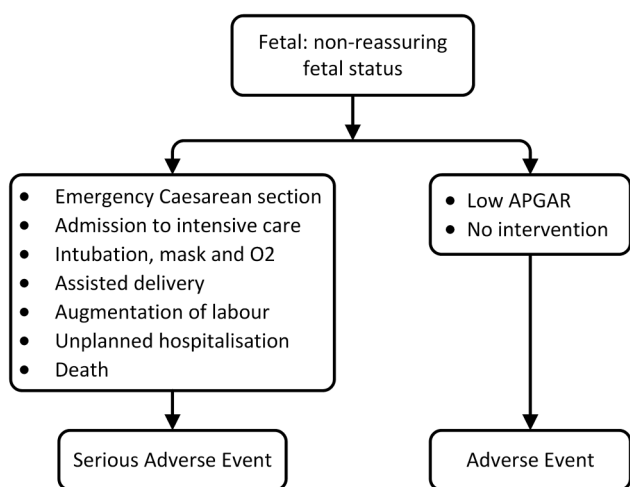 Fetal: non-reassuring
fetal status
• Emergency Caesarean section
• Admission to intensive care
• Intubation, mask and O2
• Assisted delivery
• Augmentation of labour
• Unplanned hospitalisation
• Death
• Low APGAR
• No intervention
Serious Adverse Event
Adverse Event